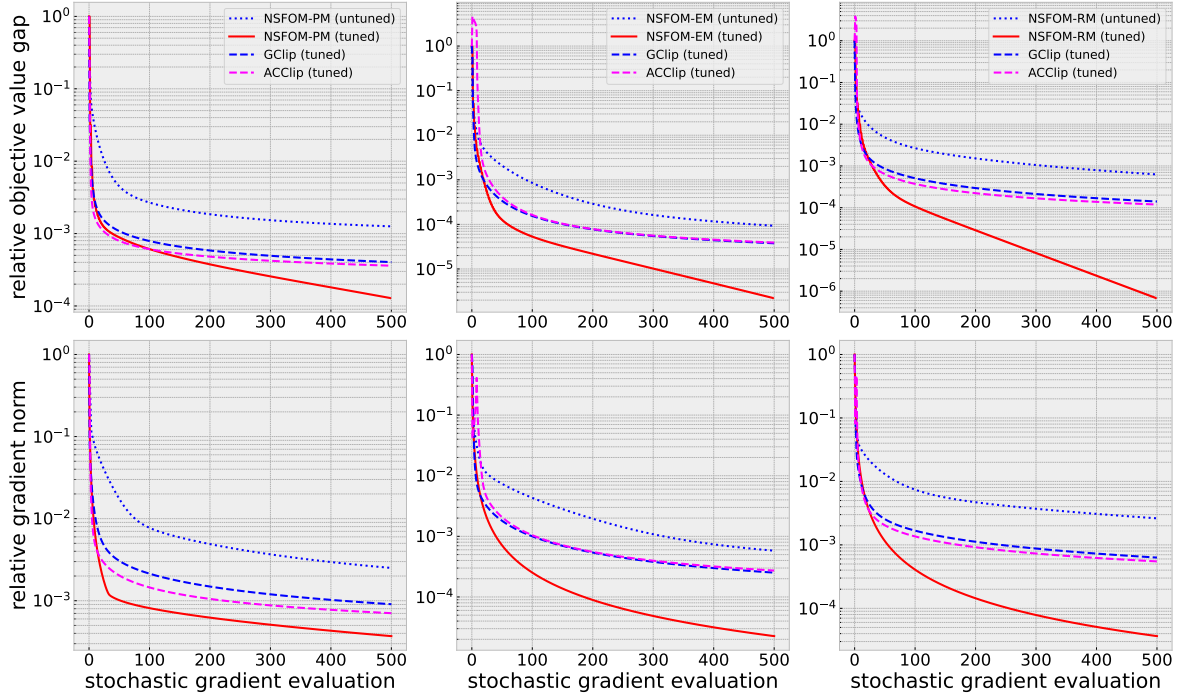 relative objective value gap
10⁰
10⁻¹
10⁻²
10⁻³
10⁻⁴
NSFOM-PM (untuned)
NSFOM-PM (tuned)
GClip (tuned)
ACClip (tuned)
0 100 200 300 400 500
10⁰
10⁻¹
10⁻²
10⁻³
10⁻⁴
10⁻⁵
NSFOM-EM (untuned)
NSFOM-EM (tuned)
GClip (tuned)
ACClip (tuned)
0 100 200 300 400 500
10⁰
10⁻¹
10⁻²
10⁻³
10⁻⁴
10⁻⁵
10⁻⁶
NSFOM-RM (untuned)
NSFOM-RM (tuned)
GClip (tuned)
ACClip (tuned)
0 100 200 300 400 500
relative gradient norm
10⁰
10⁻¹
10⁻²
10⁻³
0 100 200 300 400 500
stochastic gradient evaluation
10⁰
10⁻¹
10⁻²
10⁻³
10⁻⁴
0 100 200 300 400 500
stochastic gradient evaluation
10⁰
10⁻¹
10⁻²
10⁻³
10⁻⁴
0 100 200 300 400 500
stochastic gradient evaluation